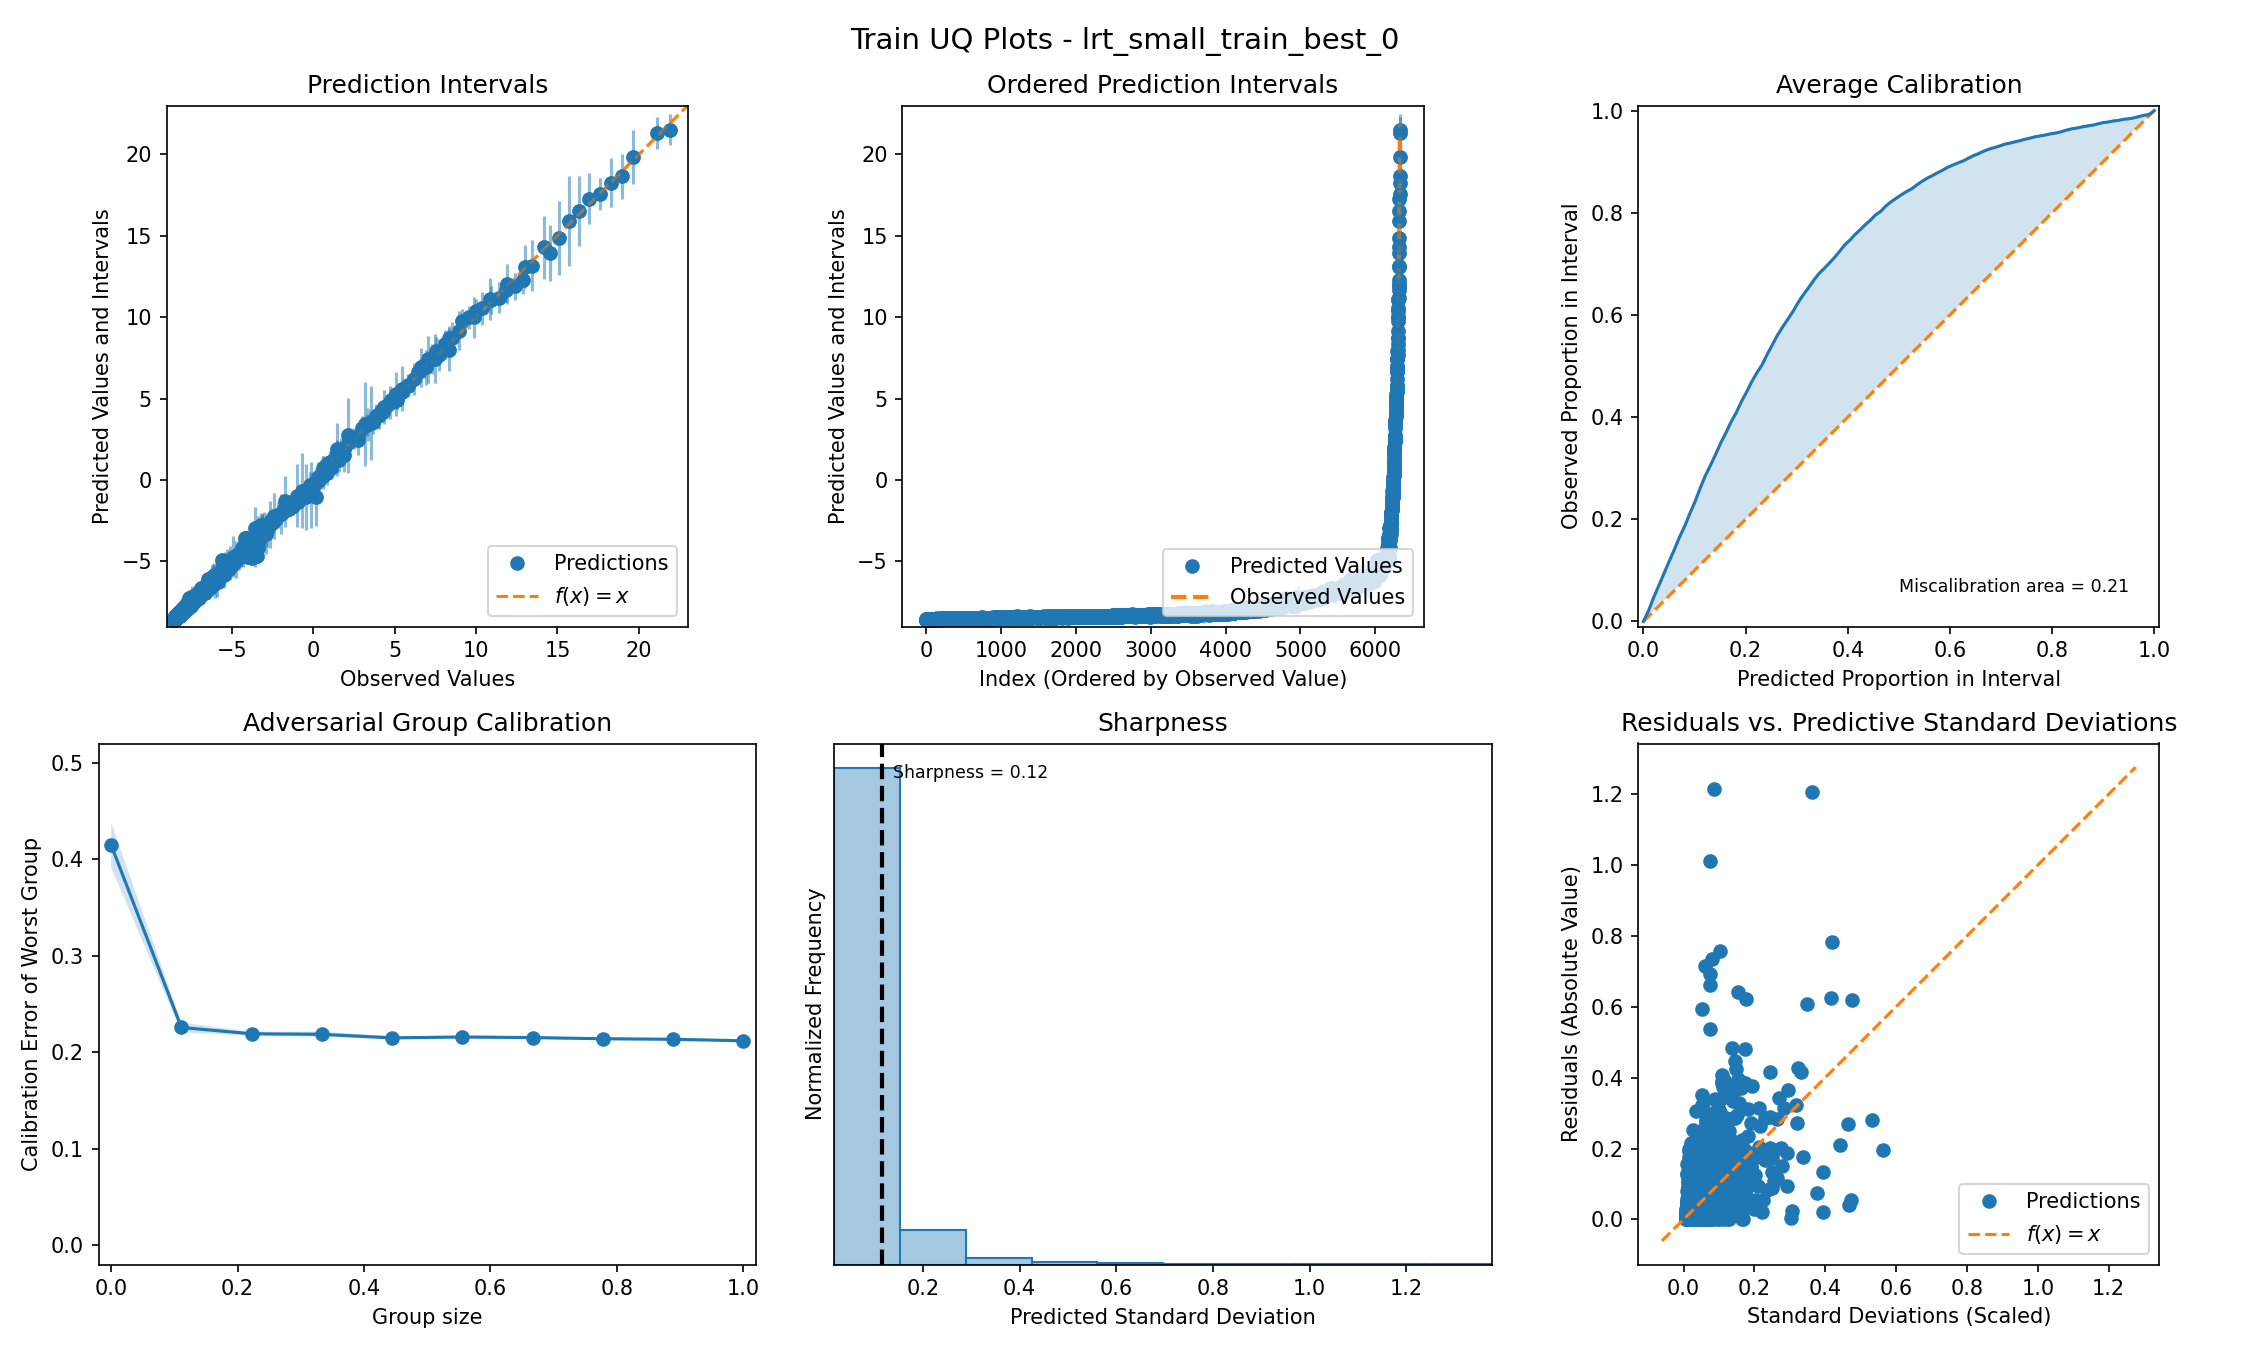 Train UQ Plots - lrt_small_train_best_0
Prediction Intervals
Predicted Values and Intervals
20
15
10
5
0
−5
−5 0 5 10 15 20
Observed Values
Predictions
f(x) = x
Ordered Prediction Intervals
Predicted Values and Intervals
20
15
10
5
0
−5
0 1000 2000 3000 4000 5000 6000
Index (Ordered by Observed Value)
Predicted Values
Observed Values
Average Calibration
Observed Proportion in Interval
1.0
0.8
0.6
0.4
0.2
0.0
0.0 0.2 0.4 0.6 0.8 1.0
Predicted Proportion in Interval
Miscalibration area = 0.21
Adversarial Group Calibration
Calibration Error of Worst Group
0.5
0.4
0.3
0.2
0.1
0.0
0.0 0.2 0.4 0.6 0.8 1.0
Group size
Sharpness
Normalized Frequency
Sharpness = 0.12
0.2 0.4 0.6 0.8 1.0 1.2
Predicted Standard Deviation
Residuals vs. Predictive Standard Deviations
Residuals (Absolute Value)
1.2
1.0
0.8
0.6
0.4
0.2
0.0
0.0 0.2 0.4 0.6 0.8 1.0 1.2
Standard Deviations (Scaled)
Predictions
f(x) = x